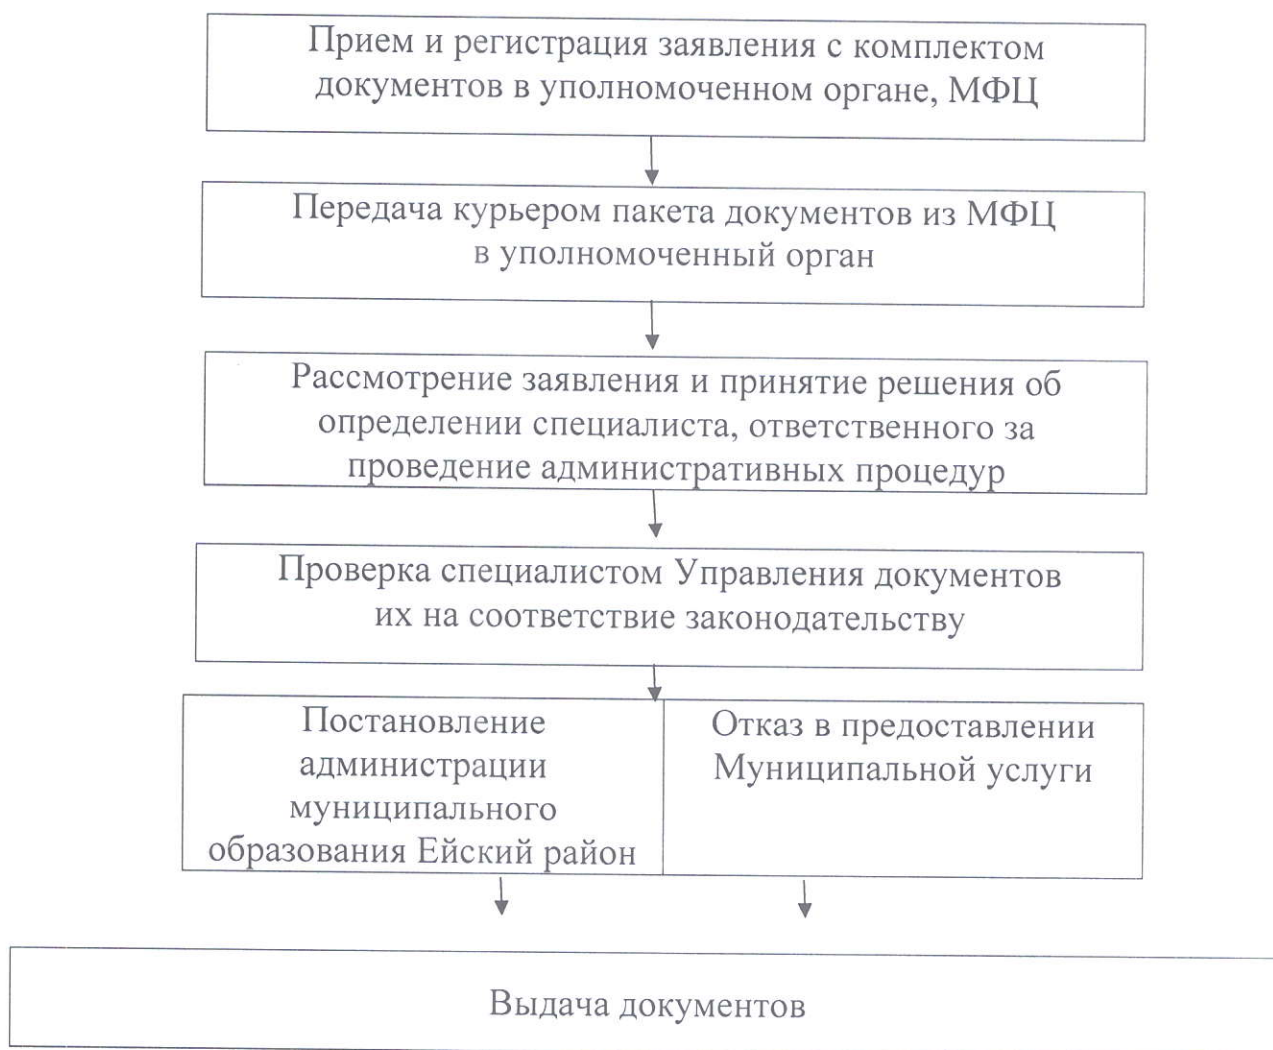 Прием и регистрация заявления с комплектом
документов в уполномоченном органе, МФЦ
Передача курьером пакета документов из МФЦ
в уполномоченный орган
Рассмотрение заявления и принятие решения об
определении специалиста, ответственного за
проведение административных процедур
Проверка специалистом Управления документов
их на соответствие законодательству
Постановление
администрации
муниципального
образования Ейский район
Отказ в предоставлении
Муниципальной услуги
Выдача документов